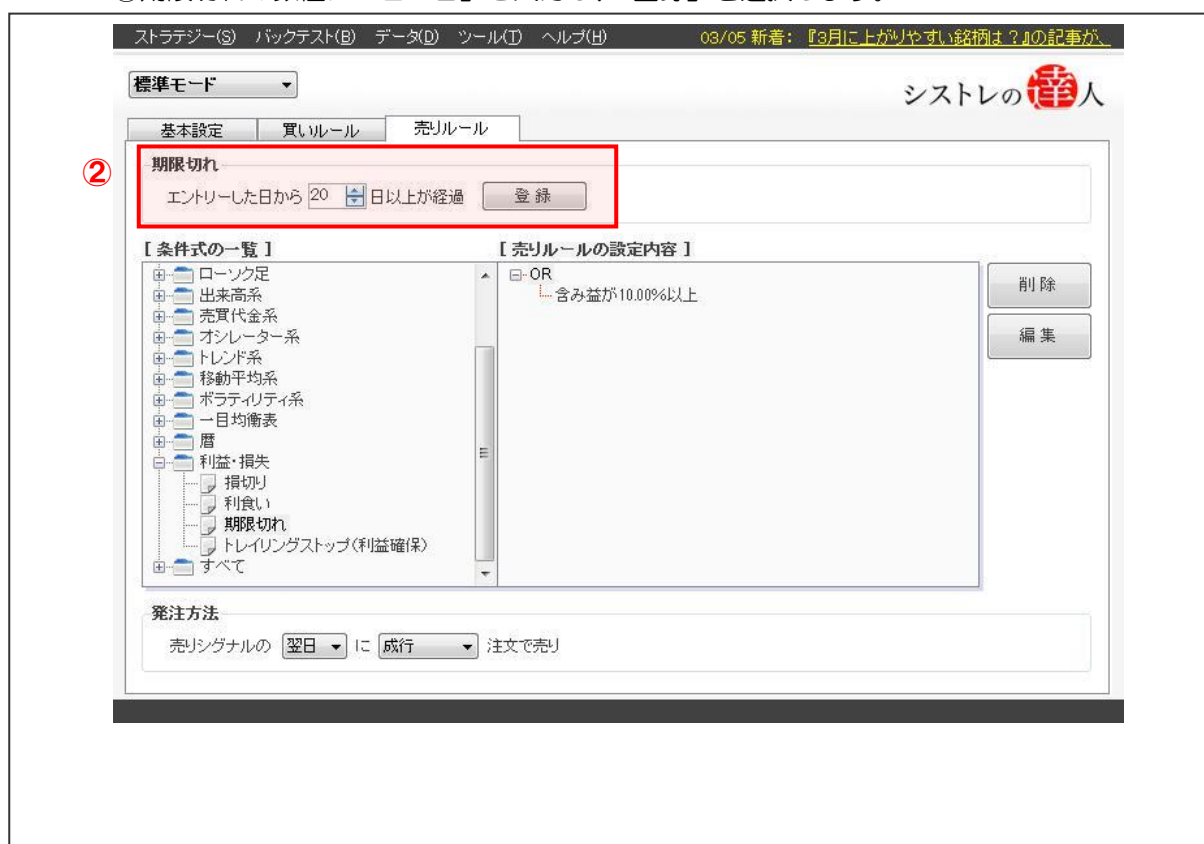 ストラテジー(S) バックテスト(B) データ(D) ツール(T) ヘルプ(H) 03/05 新着: 『3月に上がりやすい銘柄は？』の記事が、
標準モード
シストレの達人
基本設定 買いルール 売りルール
②
期限切れ
エントリーした日から 20 日以上が経過 登録
[ 条件式の一覧 ] [ 売りルールの設定内容 ]
ローソク足
出来高系
売買代金系
オシレーター系
トレンド系
移動平均系
ボラティリティ系
一目均衡表
暦
利益・損失
損切り
利食い
期限切れ
トレイリングストップ(利益確保)
すべて
OR
含み益が10.00%以上
削除
編集
発注方法
売りシグナルの 翌日 に 成行 注文で売り